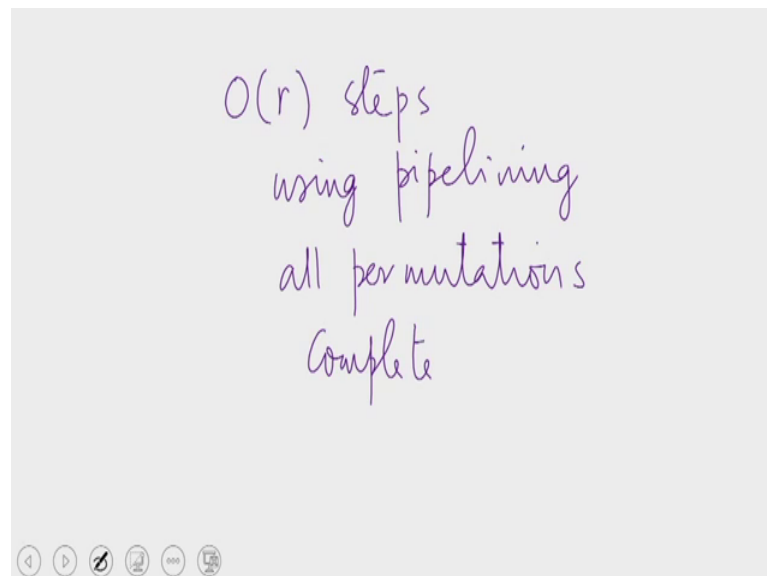 O(r) steps
using pipelining
all permutations
Complete